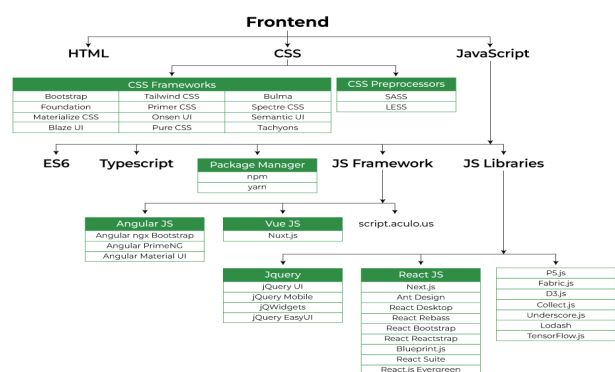 Frontend
HTML
CSS
JavaScript
CSS Frameworks
Bootstrap Tailwind CSS Bulma
Foundation Primer CSS Spectre CSS
Materialize CSS Onsen UI Semantic UI
Blaze UI Pure CSS Tachyons
CSS Preprocessors
SASS
LESS
ES6
Typescript
Package Manager
npm
yarn
JS Framework
JS Libraries
Angular JS
Angular ngx Bootstrap
Angular PrimeNG
Angular Material UI
Vue JS
Nuxt.js
script.aculo.us
Jquery
jQuery UI
jQuery Mobile
jQWidgets
jQuery EasyUI
React JS
Next.js
Ant Design
React Desktop
React Rebass
React Bootstrap
React Reactstrap
Blueprint.js
React Suite
React.js Evergreen
P5.js
Fabric.js
D3.js
Collect.js
Underscore.js
Lodash
TensorFlow.js